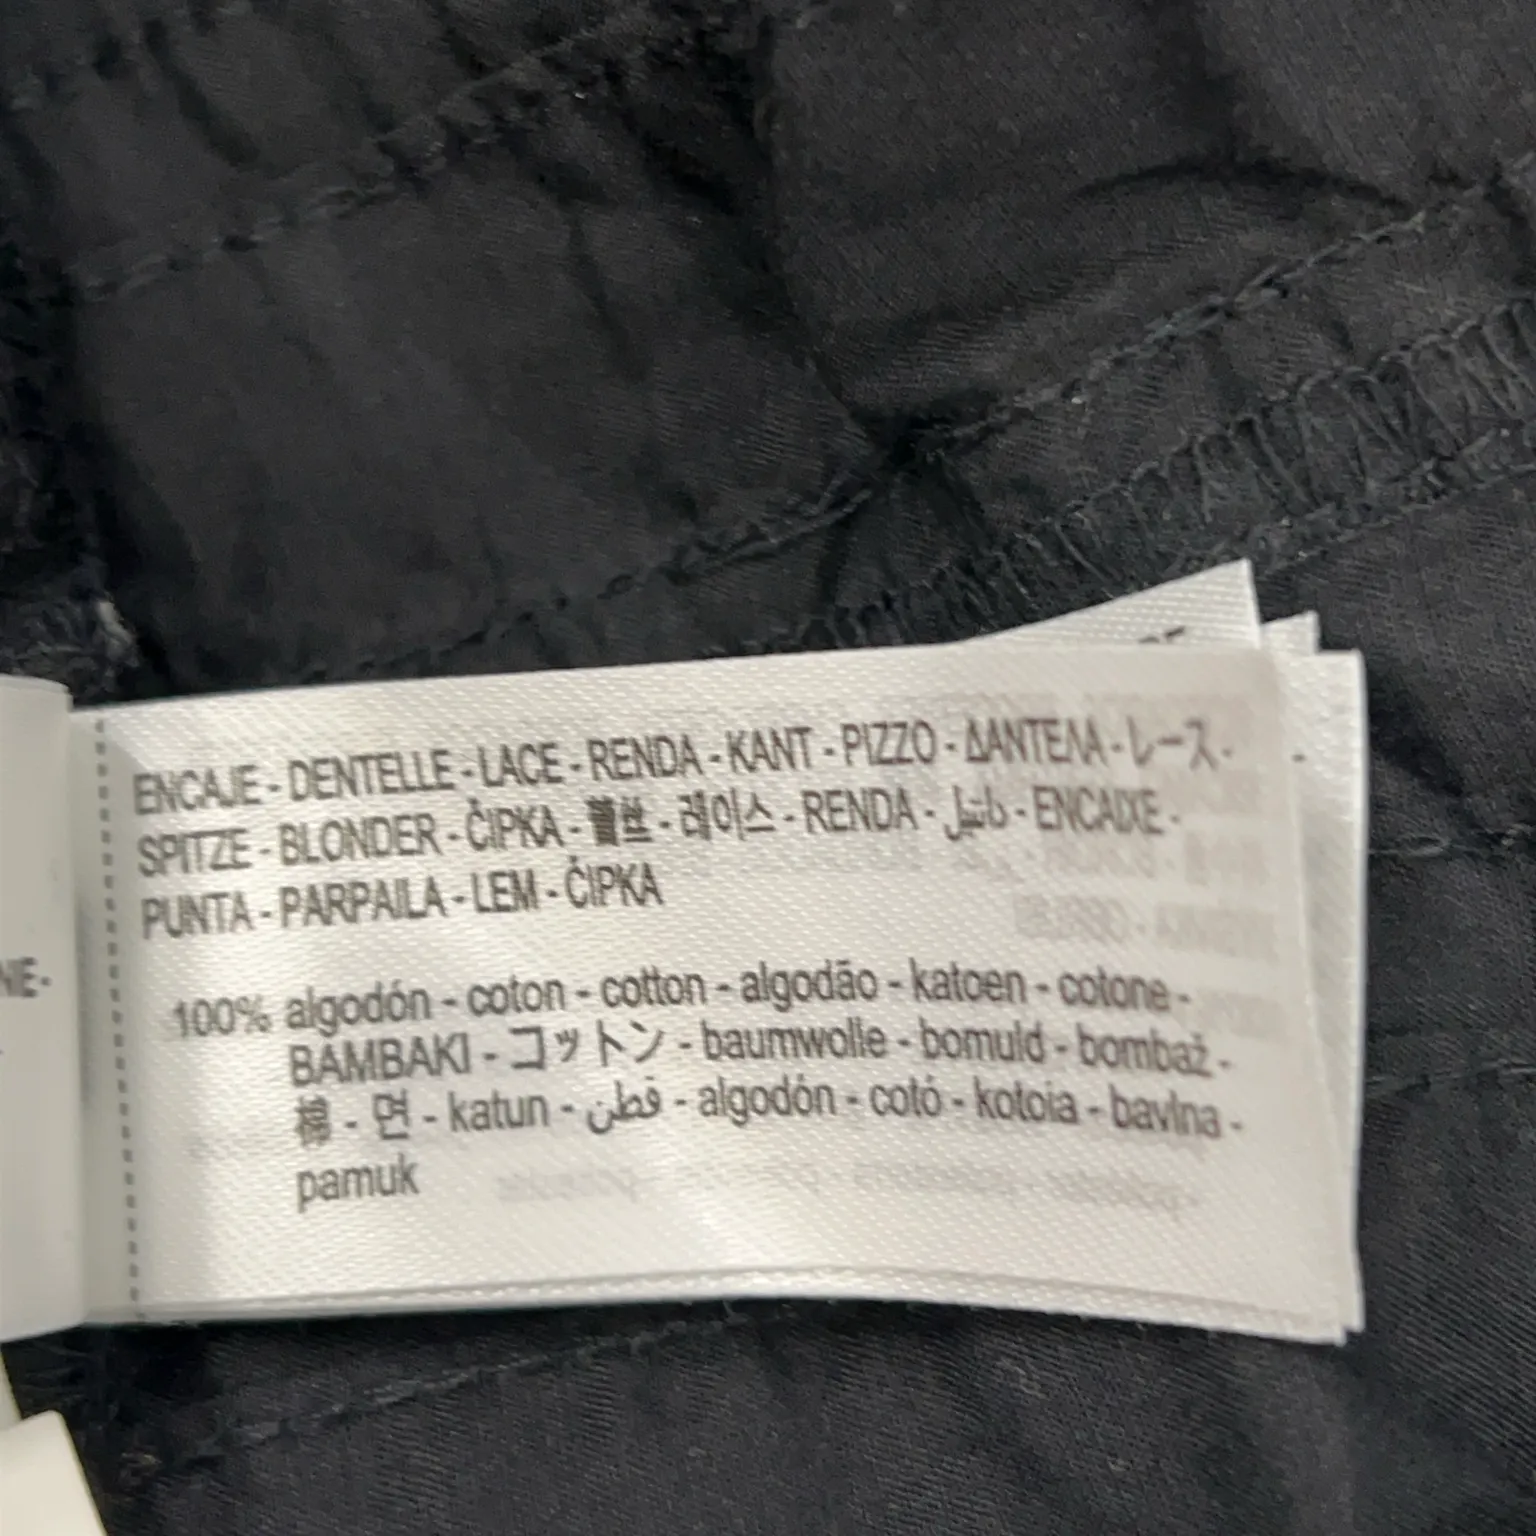 ENCAJE - DENTELLE - LACE - RENDA - KANT - PIZZO - ΔΑΝΤΕΛΑ - レース -
SPITZE - BLONDER - ČIPKA - 蕾丝 - 레이스 - RENDA - دانتيل - ENCAIXE -
PUNTA - PARPAILA - LEM - ČIPKA
100% algodón - coton - cotton - algodão - katoen - cotone -
BAMBAKI - コットン - baumwolle - bomuld - bombaž -
棉 - 면 - katun - قطن - algodón - cotó - kotoia - bavlna -
pamuk
NE-